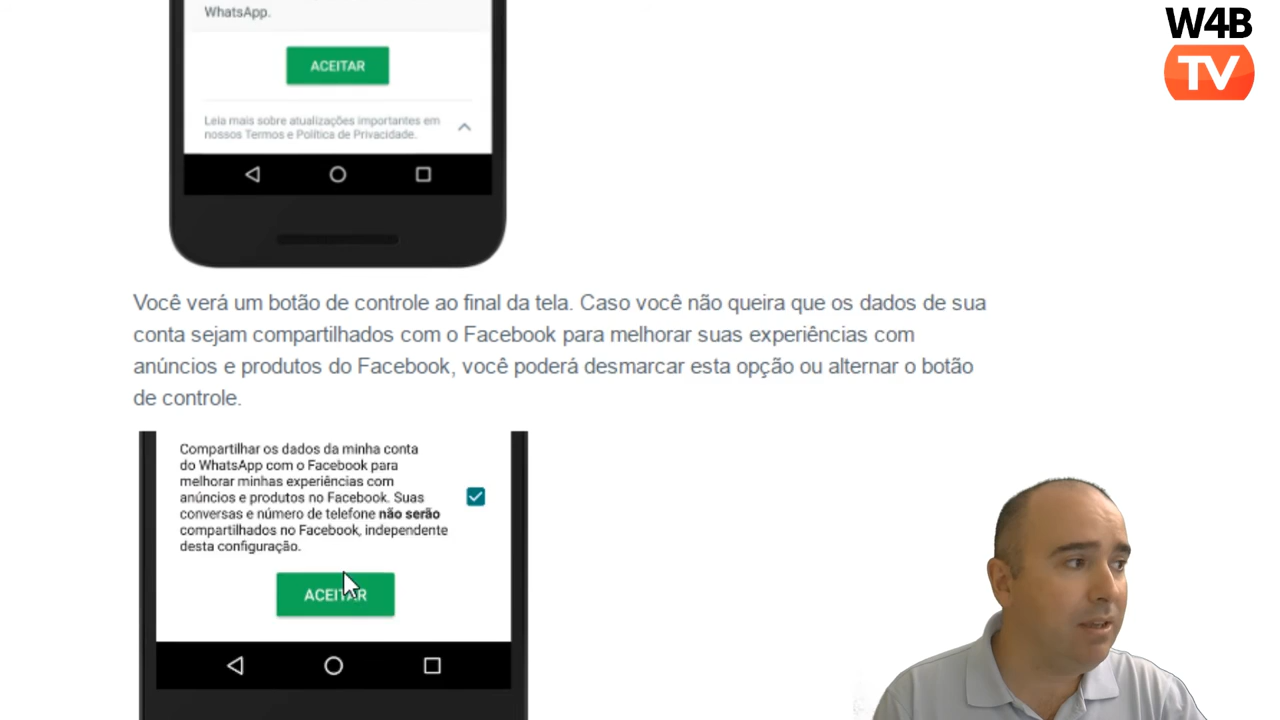 WhatsApp.
ACEITAR
Leia mais sobre atualizações importantes em
nossos Termos e Política de Privacidade.
W4B
TV
Você verá um botão de controle ao final da tela. Caso você não queira que os dados de sua
conta sejam compartilhados com o Facebook para melhorar suas experiências com
anúncios e produtos do Facebook, você poderá desmarcar esta opção ou alternar o botão
de controle.
Compartilhar os dados da minha conta
do WhatsApp com o Facebook para
melhorar minhas experiências com
anúncios e produtos no Facebook. Suas
conversas e número de telefone não serão
compartilhados no Facebook, independente
desta configuração.
ACEITAR